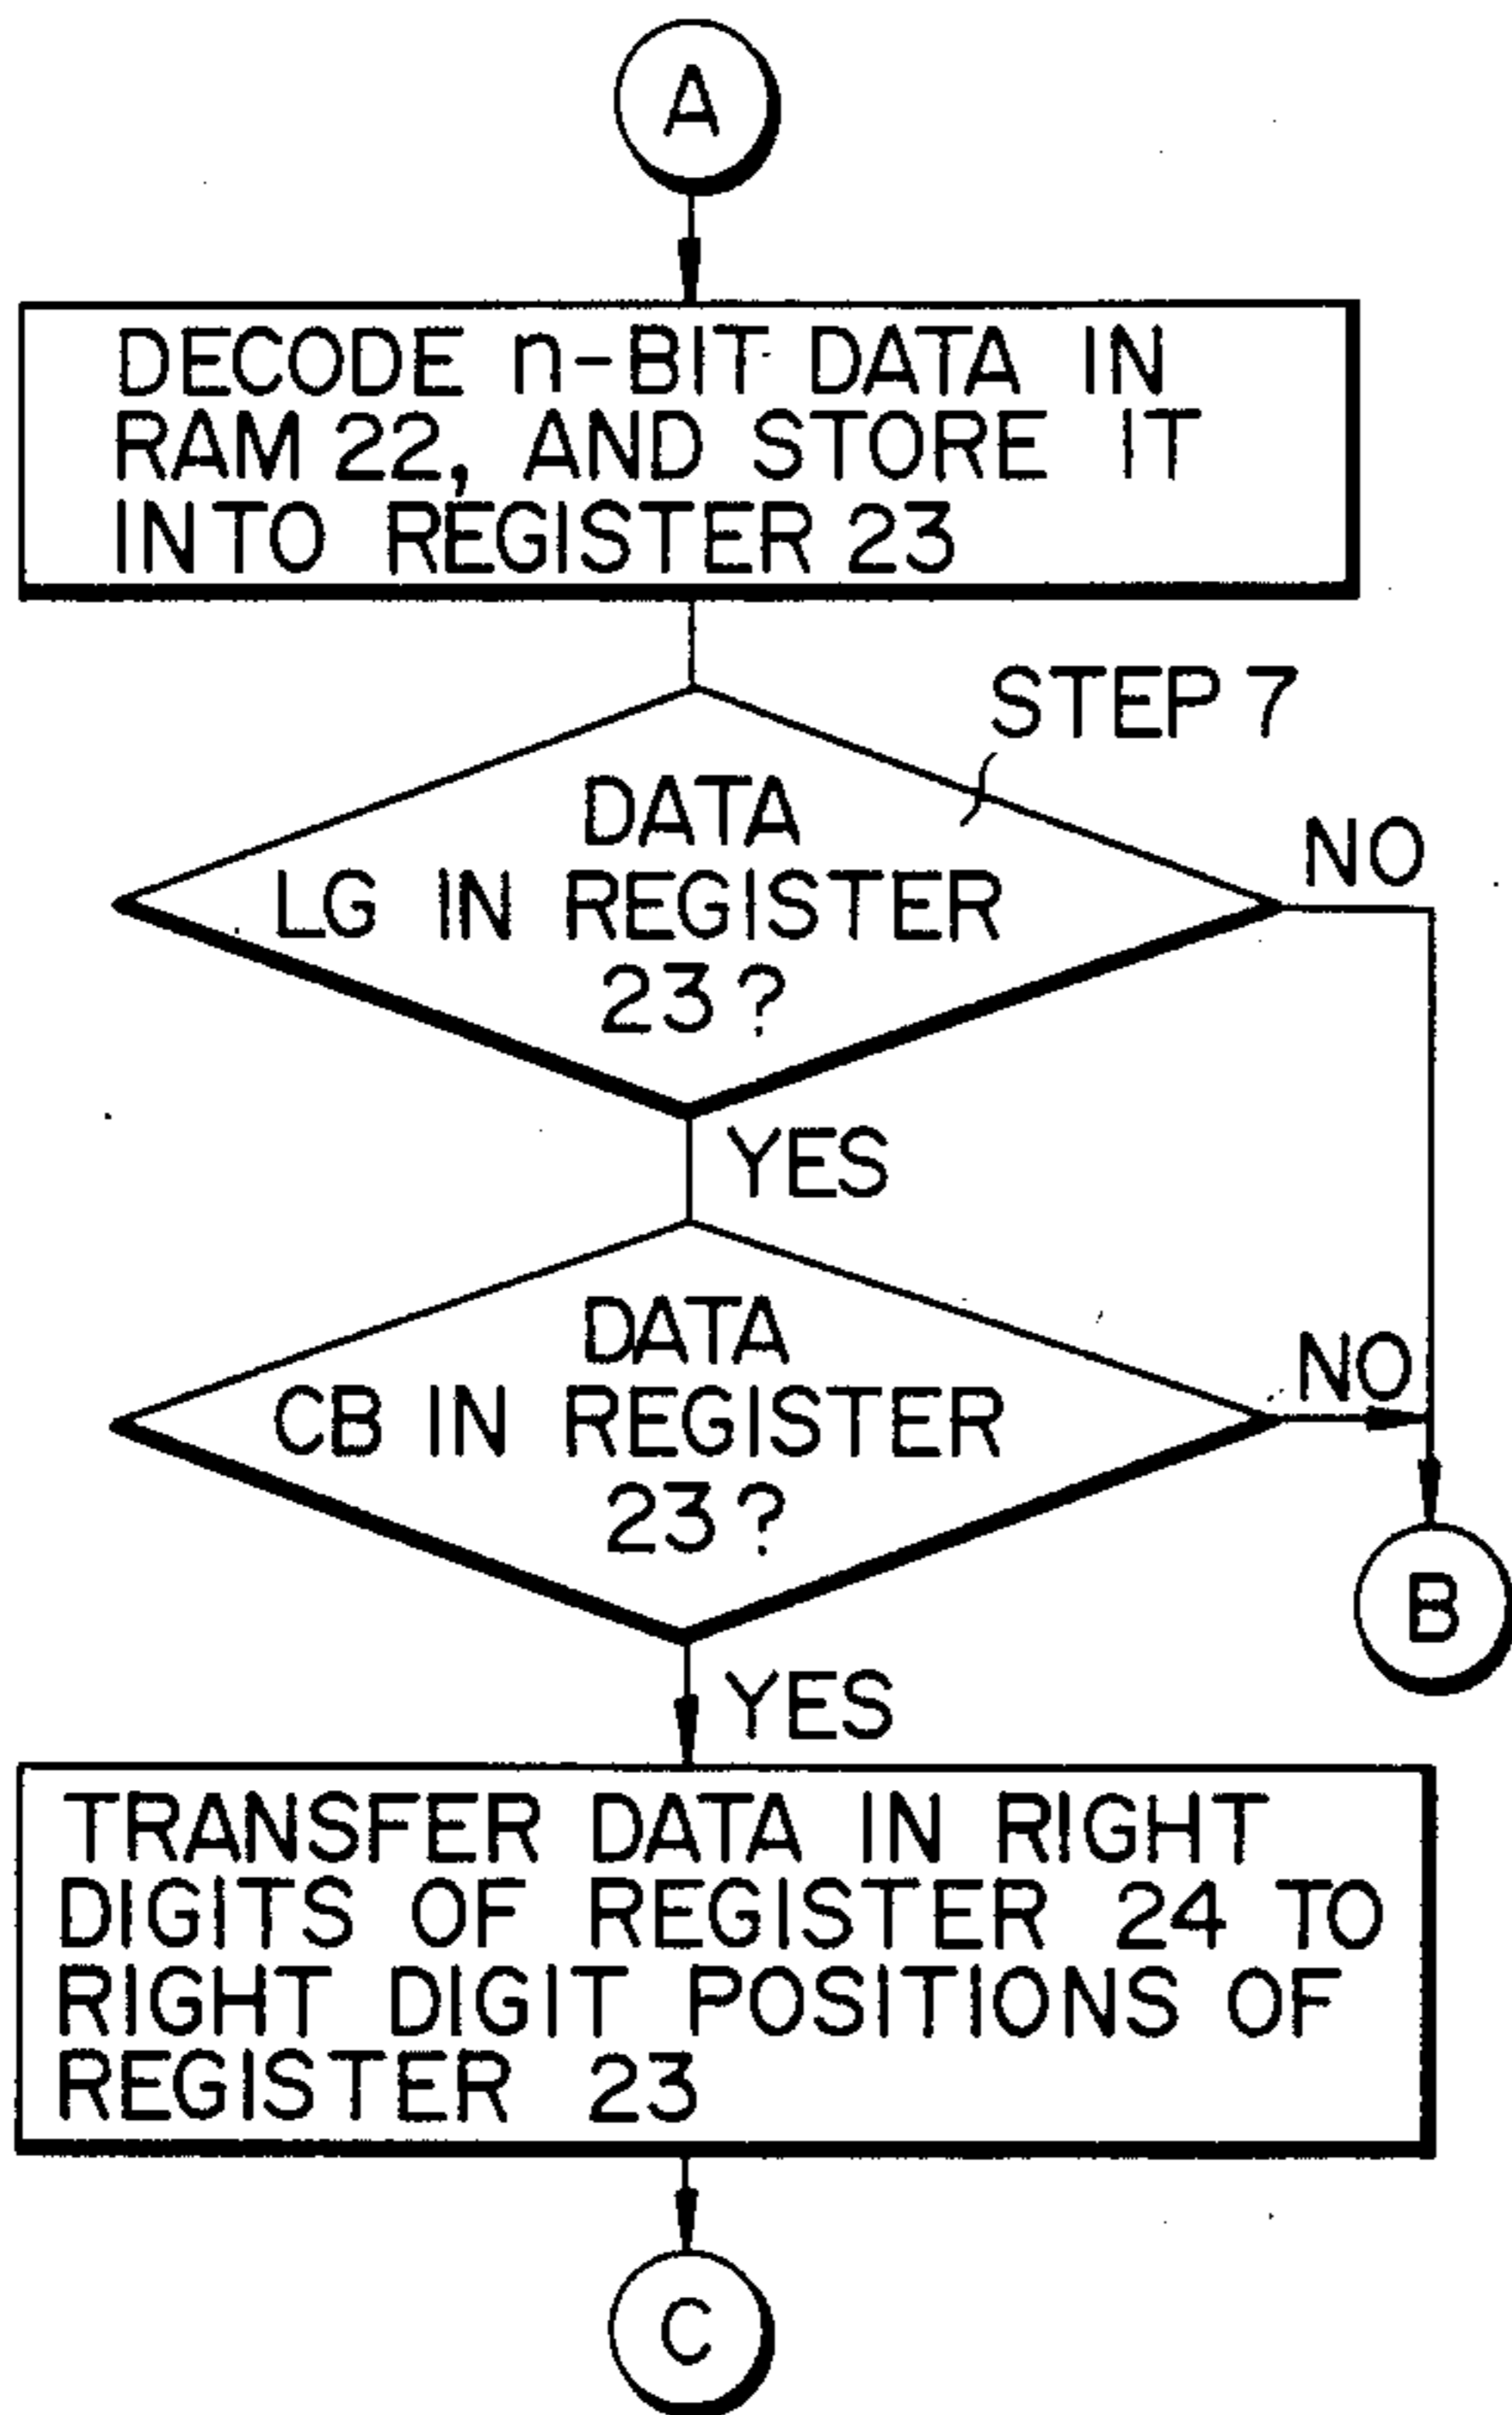 A
DECODE n-BIT DATA IN
RAM 22, AND STORE IT
INTO REGISTER 23
STEP 7
DATA
LG IN REGISTER
23?
NO
YES
DATA
CB IN REGISTER
23?
NO
B
YES
TRANSFER DATA IN RIGHT
DIGITS OF REGISTER 24 TO
RIGHT DIGIT POSITIONS OF
REGISTER 23
C